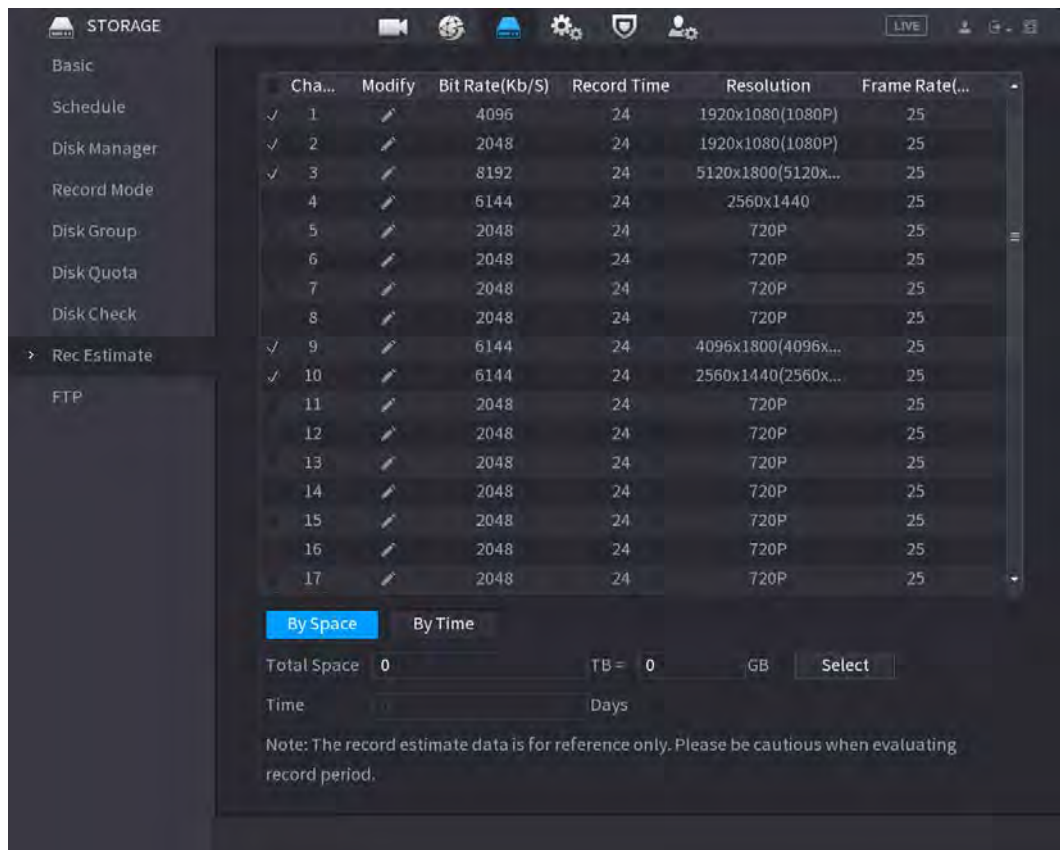 STORAGE LIVE
Basic
Schedule
Disk Manager
Record Mode
Disk Group
Disk Quota
Disk Check
Rec Estimate
FTP
Cha... Modify Bit Rate(Kb/S) Record Time Resolution Frame Rate(...
1 4096 24 1920x1080(1080P) 25
2 2048 24 1920x1080(1080P) 25
3 8192 24 5120x1800(5120x... 25
4 6144 24 2560x1440 25
5 2048 24 720P 25
6 2048 24 720P 25
7 2048 24 720P 25
8 2048 24 720P 25
9 6144 24 4096x1800(4096x... 25
10 6144 24 2560x1440(2560x... 25
11 2048 24 720P 25
12 2048 24 720P 25
13 2048 24 720P 25
14 2048 24 720P 25
15 2048 24 720P 25
16 2048 24 720P 25
17 2048 24 720P 25
By Space By Time
Total Space 0 TB = 0 GB Select
Time Days
Note: The record estimate data is for reference only. Please be cautious when evaluating
record period.